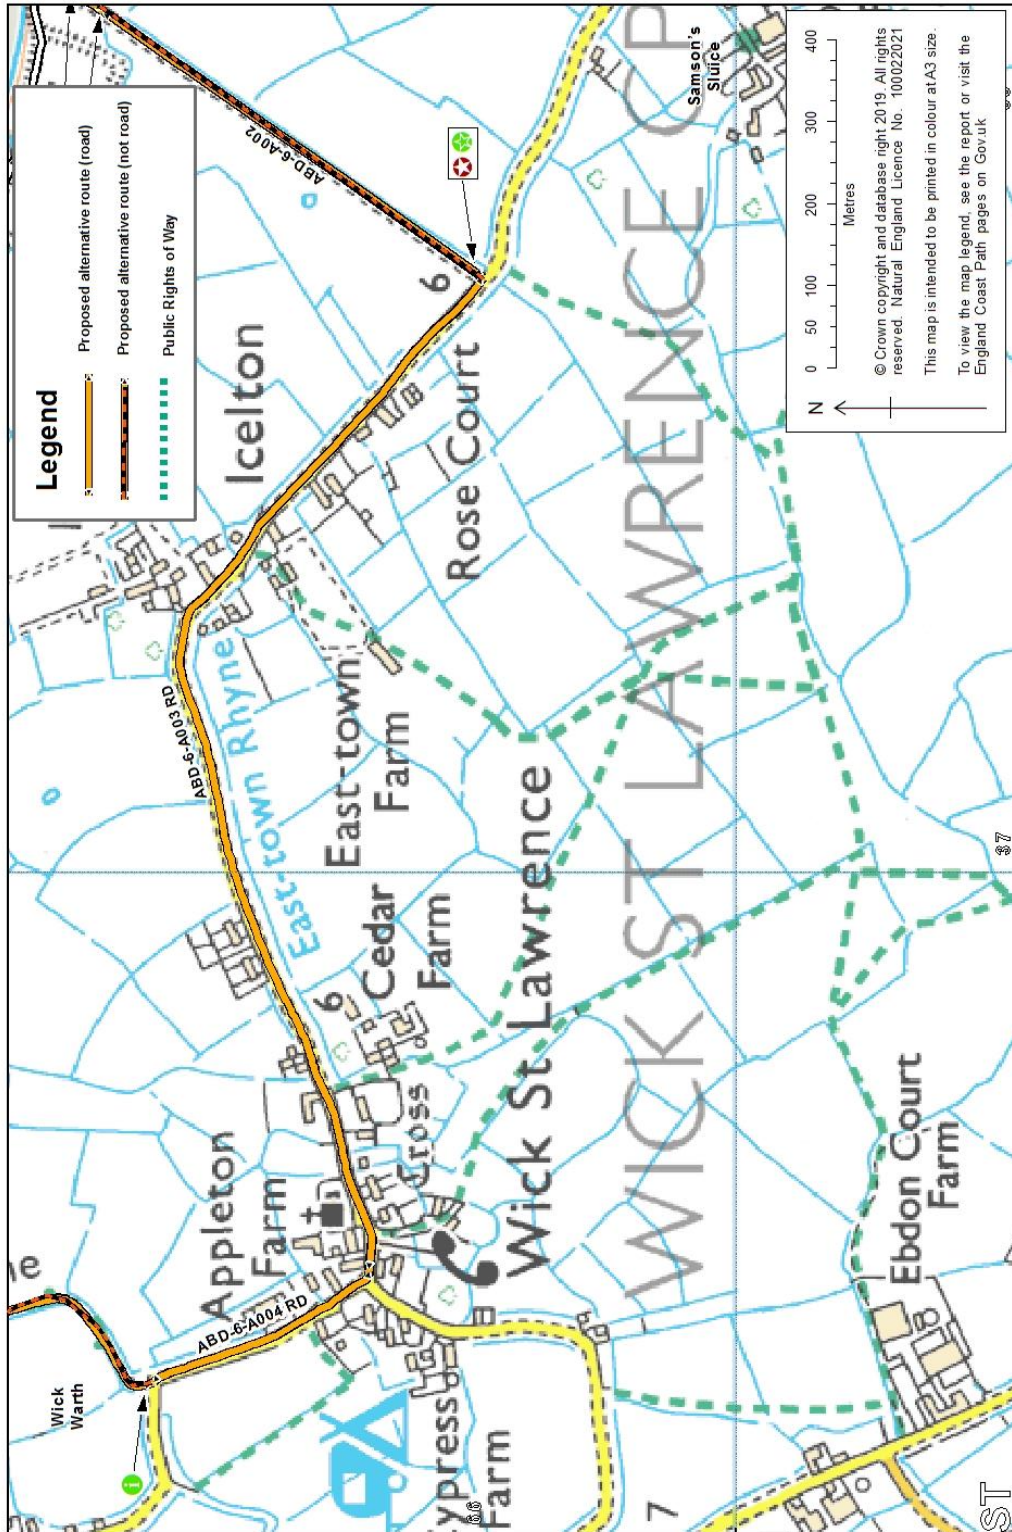 Legend
Proposed alternative route (road)
Proposed alternative route (not road)
Public Rights of Way
Wick
Warth
ABD-6-A004 RD
Appleton
Farm
Cross
Cedar
Farm
6
East-town Rhyne
ABD-6-A003 RD
East-town
Farm
Icelton
Rose Court
6
ABD-6-A002
Samson's
Sluice
Wick St Lawrence
WICK ST LAWRENCE CP
ypress
Farm
66
7
Ebdon Court
Farm
ST
67
N
0 50 100 200 300 400
Metres
© Crown copyright and database right 2019. All rights
reserved. Natural England Licence No. 100022021
This map is intended to be printed in colour at A3 size.
To view the map legend, see the report or visit the
England Coast Path pages on Gov.uk